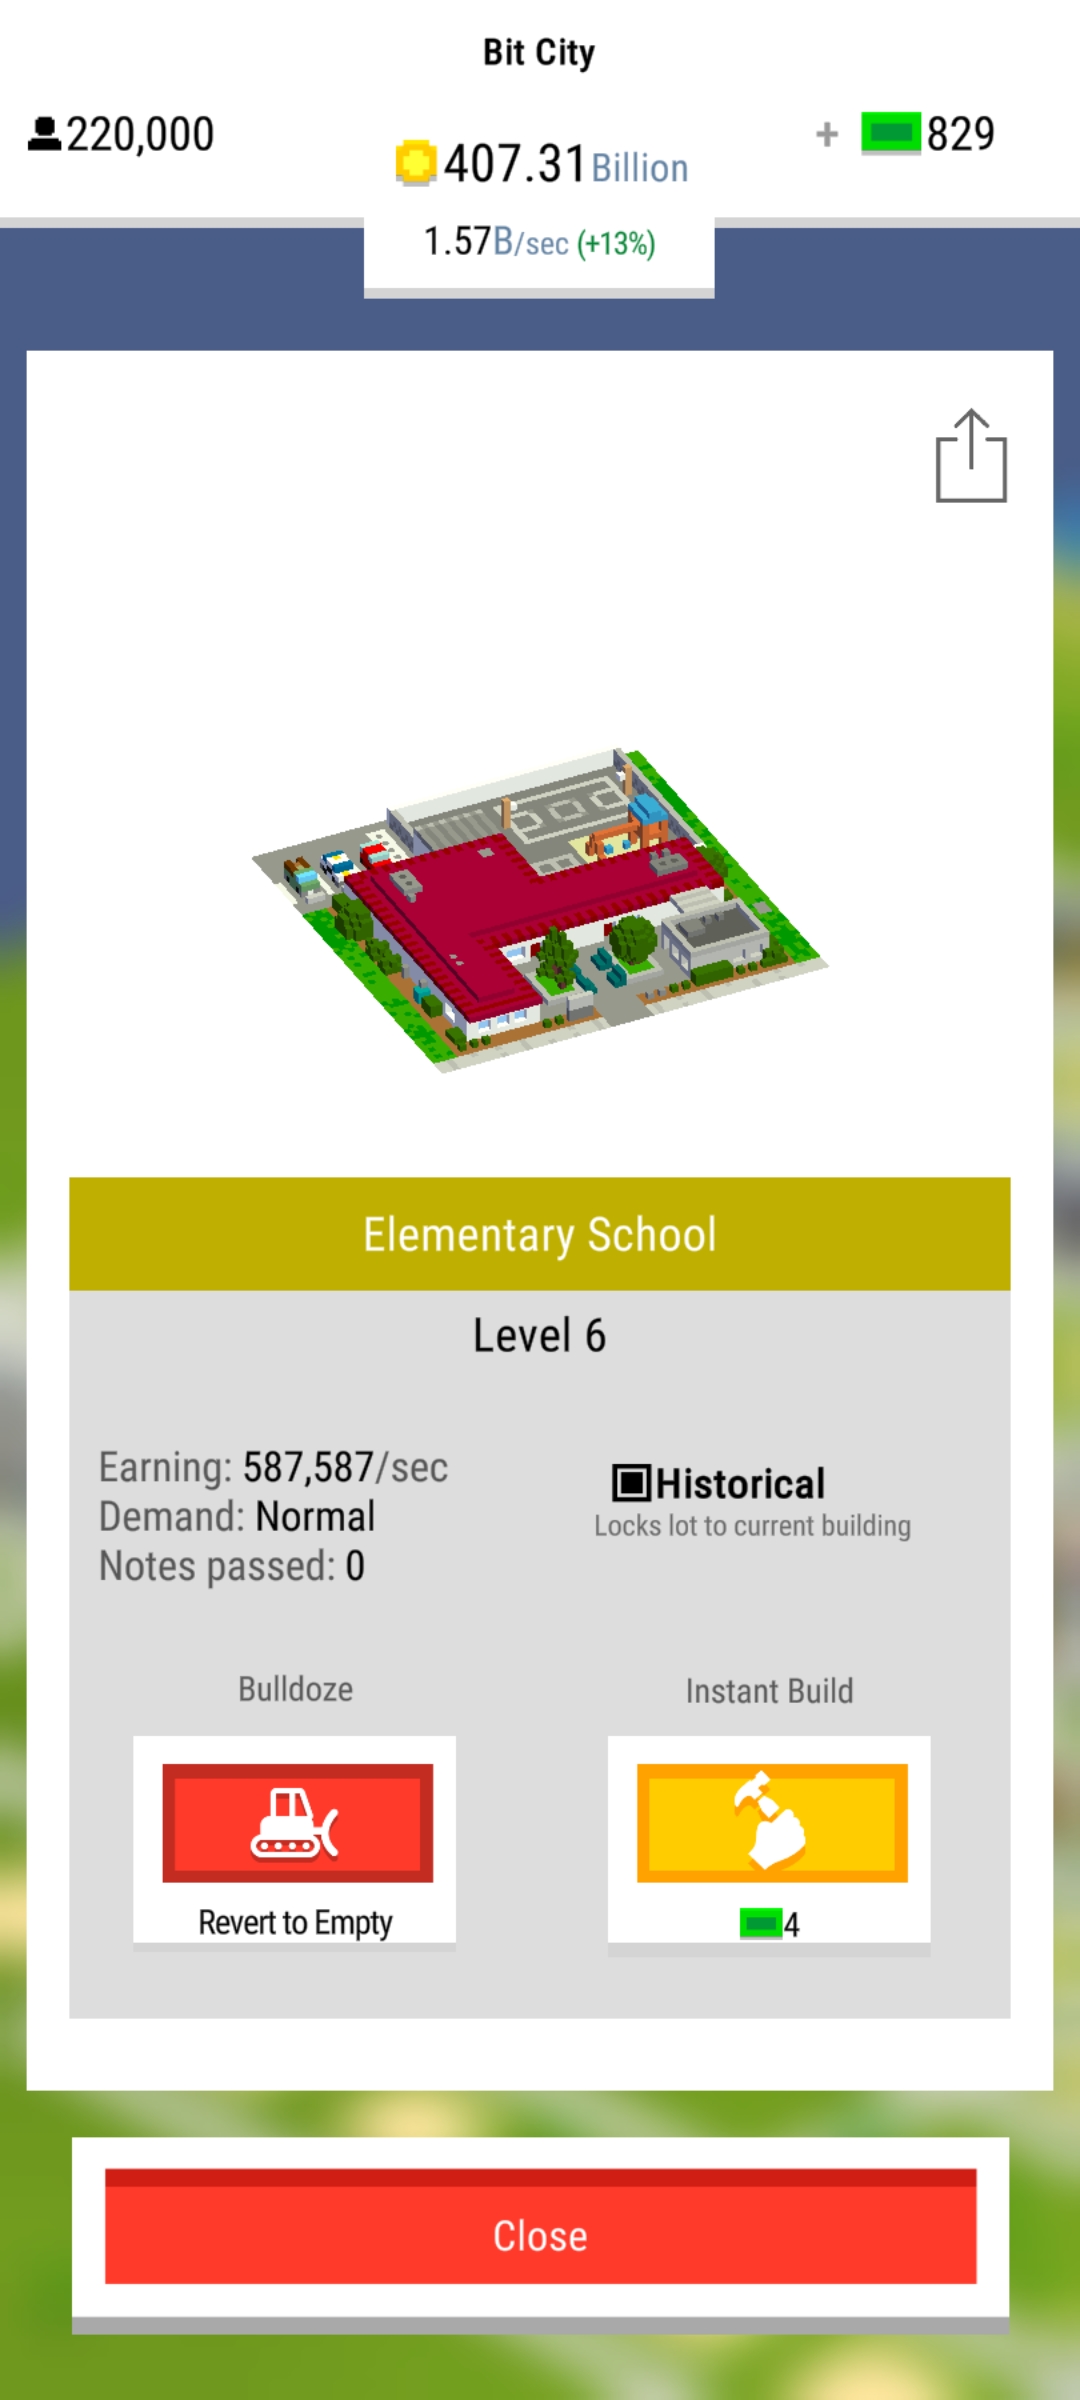 Bit City
220,000
407.31 Billion
+ 829
1.57B/sec (+13%)
Elementary School
Level 6
Earning: 587,587/sec
Demand: Normal
Notes passed: 0
Historical
Locks lot to current building
Bulldoze
Revert to Empty
Instant Build
4
Close